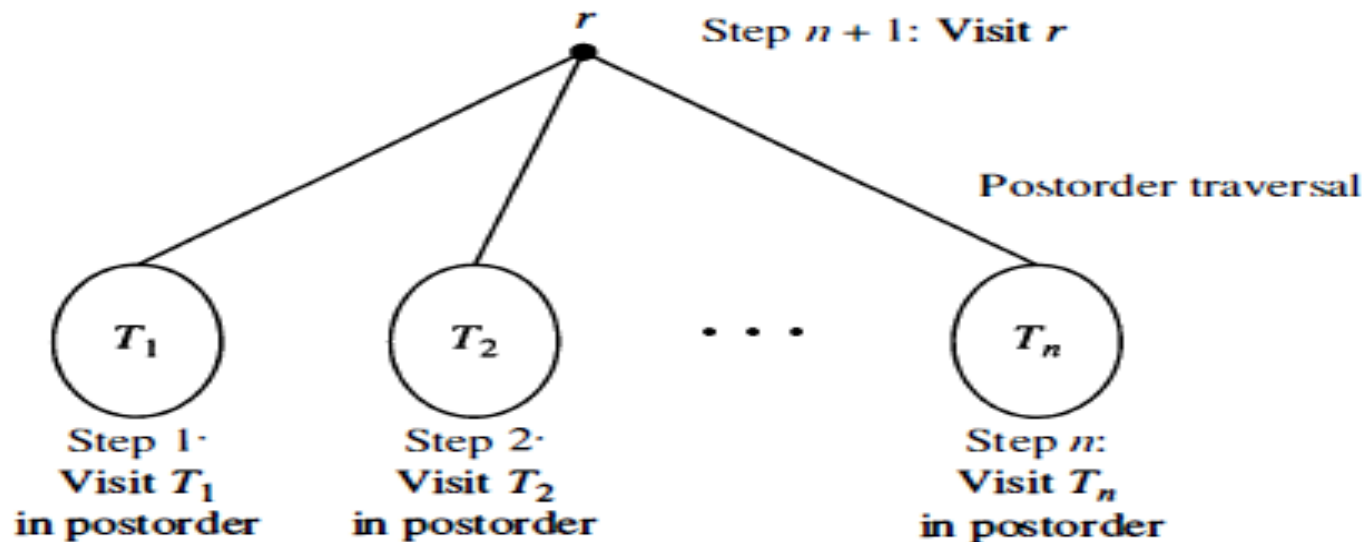 r
Step n + 1: Visit r
Postorder traversal
T1
T2
. . .
Tn
Step 1·
Visit T1
in postorder
Step 2·
Visit T2
in postorder
Step n:
Visit Tn
in postorder